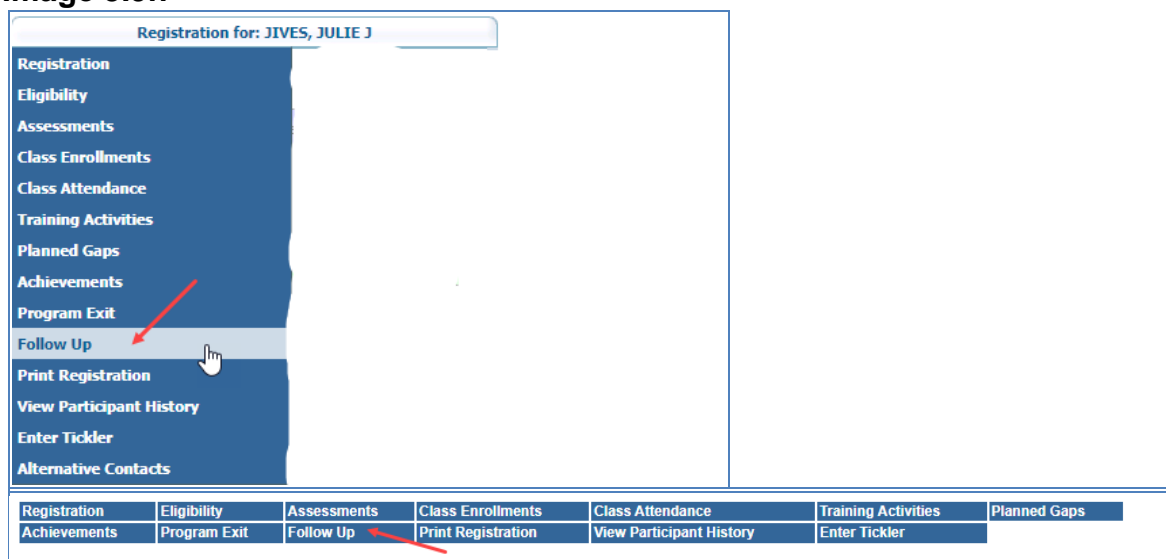 Registration for: JIVES, JULIE J
Registration
Eligibility
Assessments
Class Enrollments
Class Attendance
Training Activities
Planned Gaps
Achievements
Program Exit
Follow Up
Print Registration
View Participant History
Enter Tickler
Alternative Contacts
Registration Eligibility Assessments Class Enrollments Class Attendance Training Activities Planned Gaps
Achievements Program Exit Follow Up Print Registration View Participant History Enter Tickler